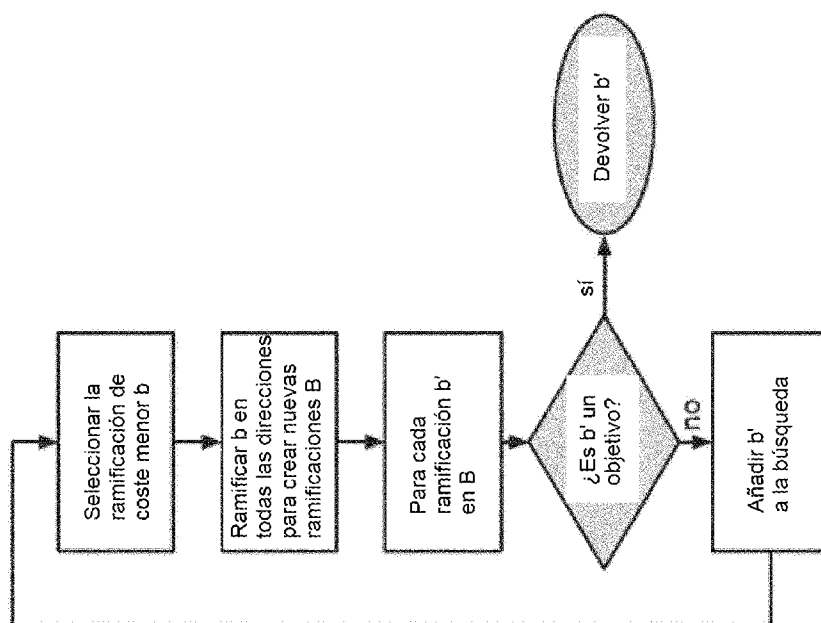 Seleccionar la
ramificación de
coste menor b
Ramificar b en
todas las direcciones
para crear nuevas
ramificaciones B
Para cada
ramificación b'
en B
¿Es b' un
objetivo?
sí
Devolver b'
no
Añadir b'
a la búsqueda